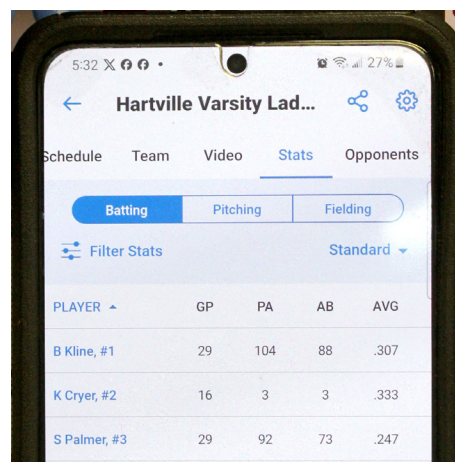 5:32 27%
Hartville Varsity Lad...
Schedule Team Video Stats Opponents
Batting Pitching Fielding
Filter Stats Standard
PLAYER GP PA AB AVG
B Kline, #1 29 104 88 .307
K Cryer, #2 16 3 3 .333
S Palmer, #3 29 92 73 .247